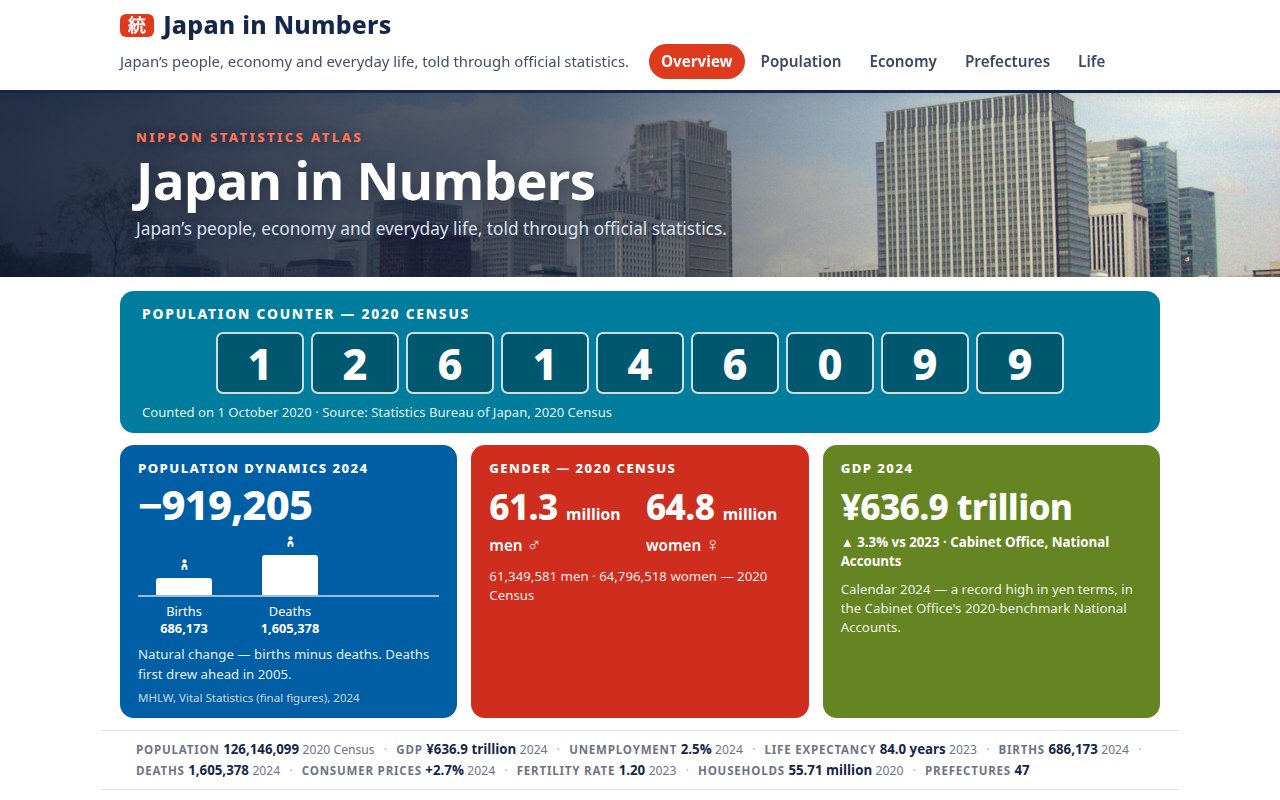 統 Japan in Numbers
Japan’s people, economy and everyday life, told through official statistics.
Overview Population Economy Prefectures Life
NIPPON STATISTICS ATLAS
Japan in Numbers
Japan’s people, economy and everyday life, told through official statistics.
POPULATION COUNTER — 2020 CENSUS
1 2 6 1 4 6 0 9 9
Counted on 1 October 2020 · Source: Statistics Bureau of Japan, 2020 Census
POPULATION DYNAMICS 2024
−919,205
Births
686,173
Deaths
1,605,378
Natural change — births minus deaths. Deaths
first drew ahead in 2005.
MHLW, Vital Statistics (final figures), 2024
GENDER — 2020 CENSUS
61.3 million
men ♂
64.8 million
women ♀
61,349,581 men · 64,796,518 women — 2020
Census
GDP 2024
¥636.9 trillion
▲ 3.3% vs 2023 · Cabinet Office, National
Accounts
Calendar 2024 — a record high in yen terms, in
the Cabinet Office's 2020-benchmark National
Accounts.
POPULATION 126,146,099 2020 Census · GDP ¥636.9 trillion 2024 · UNEMPLOYMENT 2.5% 2024 · LIFE EXPECTANCY 84.0 years 2023 · BIRTHS 686,173 2024 ·
DEATHS 1,605,378 2024 · CONSUMER PRICES +2.7% 2024 · FERTILITY RATE 1.20 2023 · HOUSEHOLDS 55.71 million 2020 · PREFECTURES 47